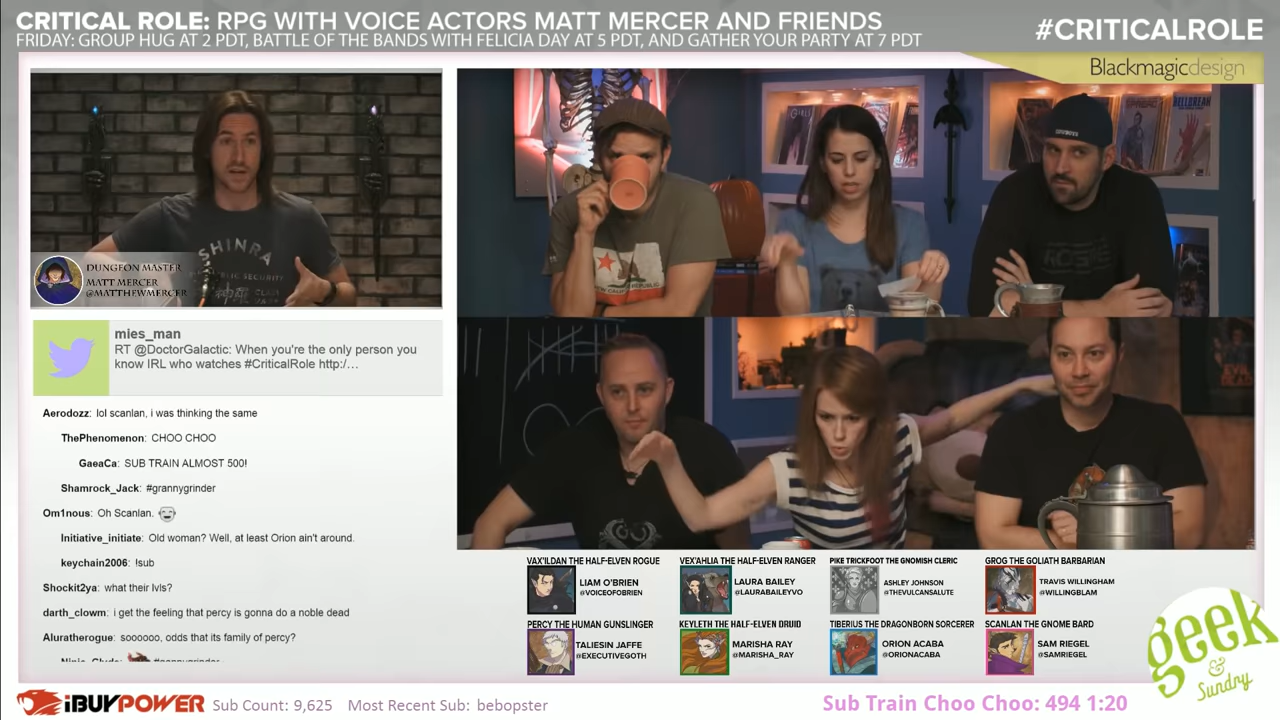 CRITICAL ROLE: RPG WITH VOICE ACTORS MATT MERCER AND FRIENDS
FRIDAY: GROUP HUG AT 2 PDT, BATTLE OF THE BANDS WITH FELICIA DAY AT 5 PDT, AND GATHER YOUR PARTY AT 7 PDT
#CRITICALROLE
Blackmagicdesign
SHINRA
DUNGEON MASTER
MATT MERCER
@MATTHEWMERCER
mies_man
RT @DoctorGalactic: When you're the only person you
know IRL who watches #CriticalRole http:/…
Aerodozz: lol scanlan, i was thinking the same
ThePhenomenon: CHOO CHOO
GaeaCa: SUB TRAIN ALMOST 500!
Shamrock_Jack: #grannygrinder
Om1nous: Oh Scanlan.
Initiative_initiate: Old woman? Well, at least Orion ain't around.
keychain2006: !sub
Shockit2ya: what their lvls?
darth_clown: i get the feeling that percy is gonna do a noble dead
Aluratherogue: soooooo, odds that its family of percy?
VAX'ILDAN THE HALF-ELVEN ROGUE
LIAM O'BRIEN
@VOICEOFOBRIEN
VEX'AHLIA THE HALF-ELVEN RANGER
LAURA BAILEY
@LAURABAILEYVO
PIKE TRICKFOOT THE GNOMISH CLERIC
ASHLEY JOHNSON
@THEVULCANSALUTE
GROG THE GOLIATH BARBARIAN
TRAVIS WILLINGHAM
@WILLINGBLAM
PERCY THE HUMAN GUNSLINGER
TALIESIN JAFFE
@EXECUTIVEGOTH
KEYLETH THE HALF-ELVEN DRUID
MARISHA RAY
@MARISHA_RAY
TIBERIUS THE DRAGONBORN SORCERER
ORION ACABA
@ORIONACABA
SCANLAN THE GNOME BARD
SAM RIEGEL
@SAMRIEGEL
geek
&
Sundry
iBUYPOWER
Sub Count: 9,625 Most Recent Sub: bebopster
Sub Train Choo Choo: 494 1:20